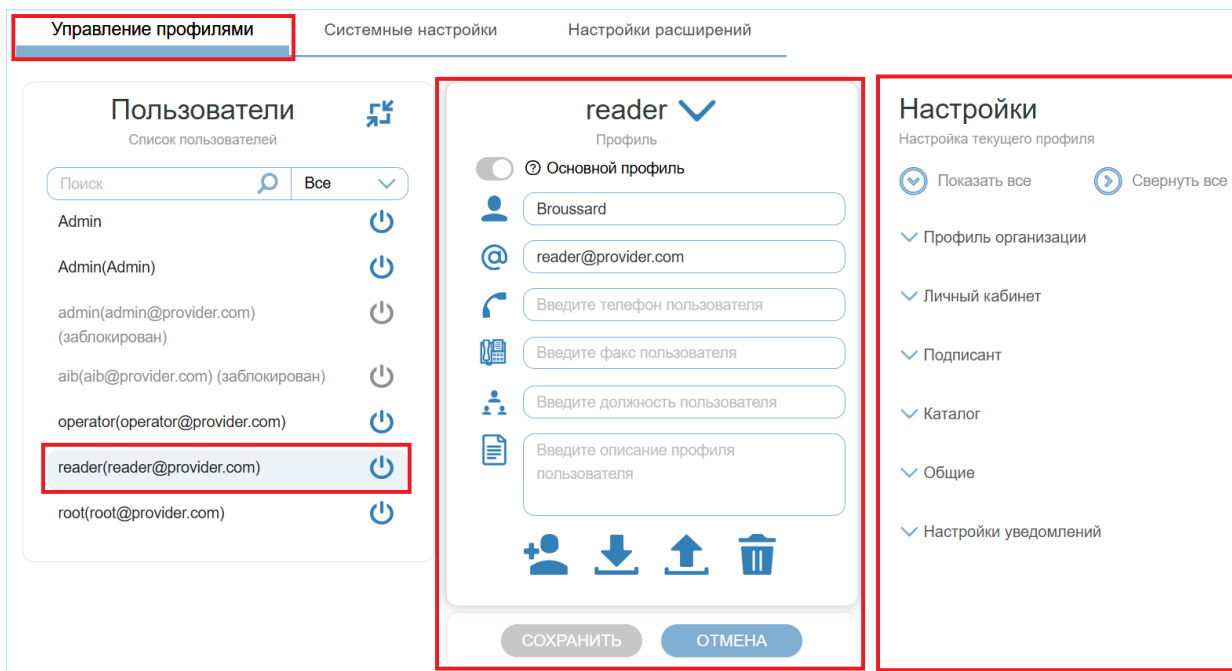 Управление профилями
Системные настройки
Настройки расширений
Пользователи
Список пользователей
Поиск
Все
Admin
Admin(Admin)
admin(admin@provider.com)
(заблокирован)
aib(aib@provider.com) (заблокирован)
operator(operator@provider.com)
reader(reader@provider.com)
root(root@provider.com)
reader
Профиль
Основной профиль
Broussard
reader@provider.com
Введите телефон пользователя
Введите факс пользователя
Введите должность пользователя
Введите описание профиля
пользователя
СОХРАНИТЬ
ОТМЕНА
Настройки
Настройка текущего профиля
Показать все
Свернуть все
Профиль организации
Личный кабинет
Подписант
Каталог
Общие
Настройки уведомлений